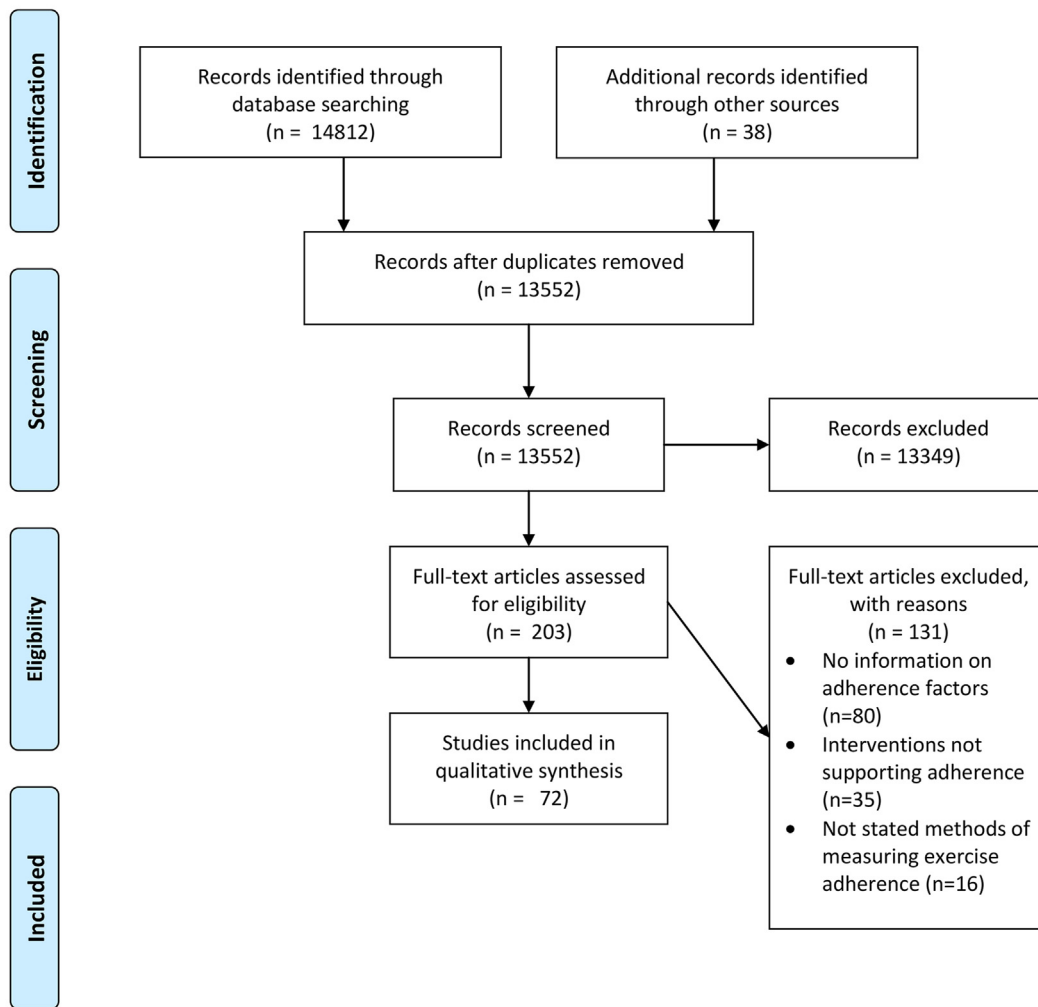 Identification
Records identified through
database searching
(n = 14812)
Additional records identified
through other sources
(n = 38)
Records after duplicates removed
(n = 13552)
Screening
Records screened
(n = 13552)
Records excluded
(n = 13349)
Eligibility
Full-text articles assessed
for eligibility
(n = 203)
Full-text articles excluded,
with reasons
(n = 131)
• No information on
adherence factors
(n=80)
• Interventions not
supporting adherence
(n=35)
• Not stated methods of
measuring exercise
adherence (n=16)
Studies included in
qualitative synthesis
(n = 72)
Included